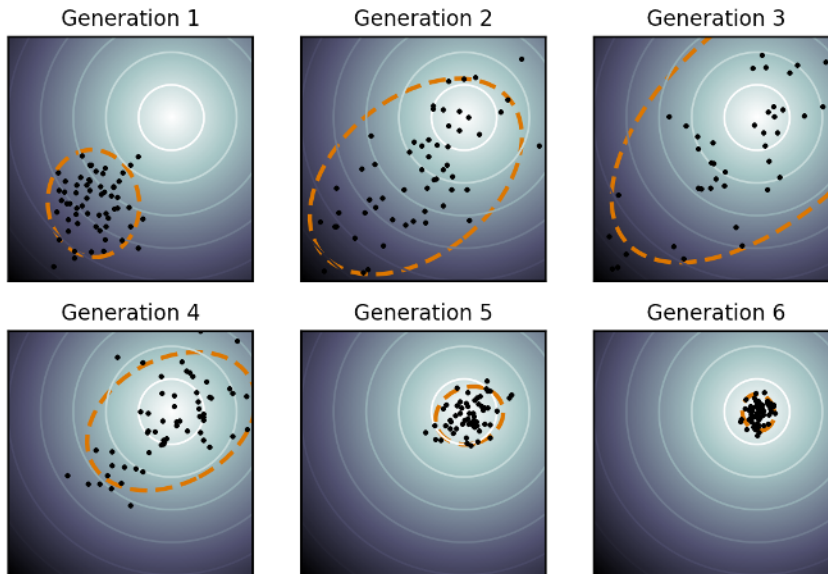 Generation 1
Generation 2
Generation 3
Generation 4
Generation 5
Generation 6